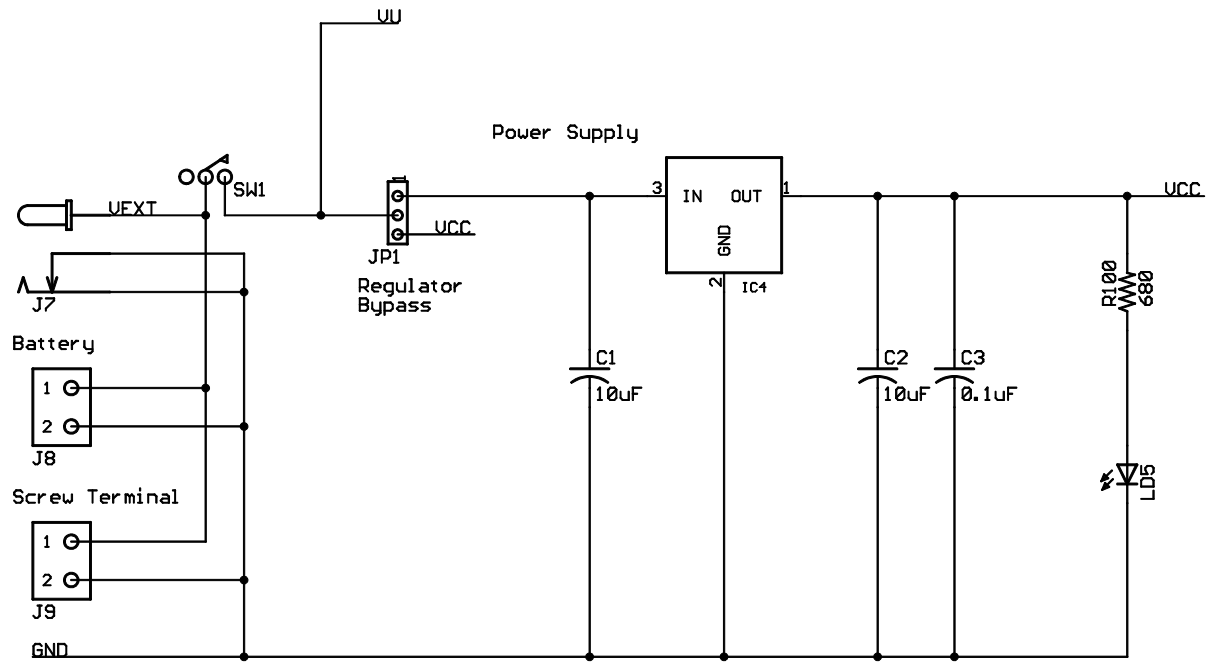 VU
Power Supply
SW1
1
3
IN
OUT
1
VCC
VEXT
GND
VCC
JP1
2
IC4
R100
680
J7
Regulator
Bypass
Battery
C1
10uF
C2
10uF
C3
0.1uF
1
2
J8
LD5
Screw Terminal
1
2
J9
GND